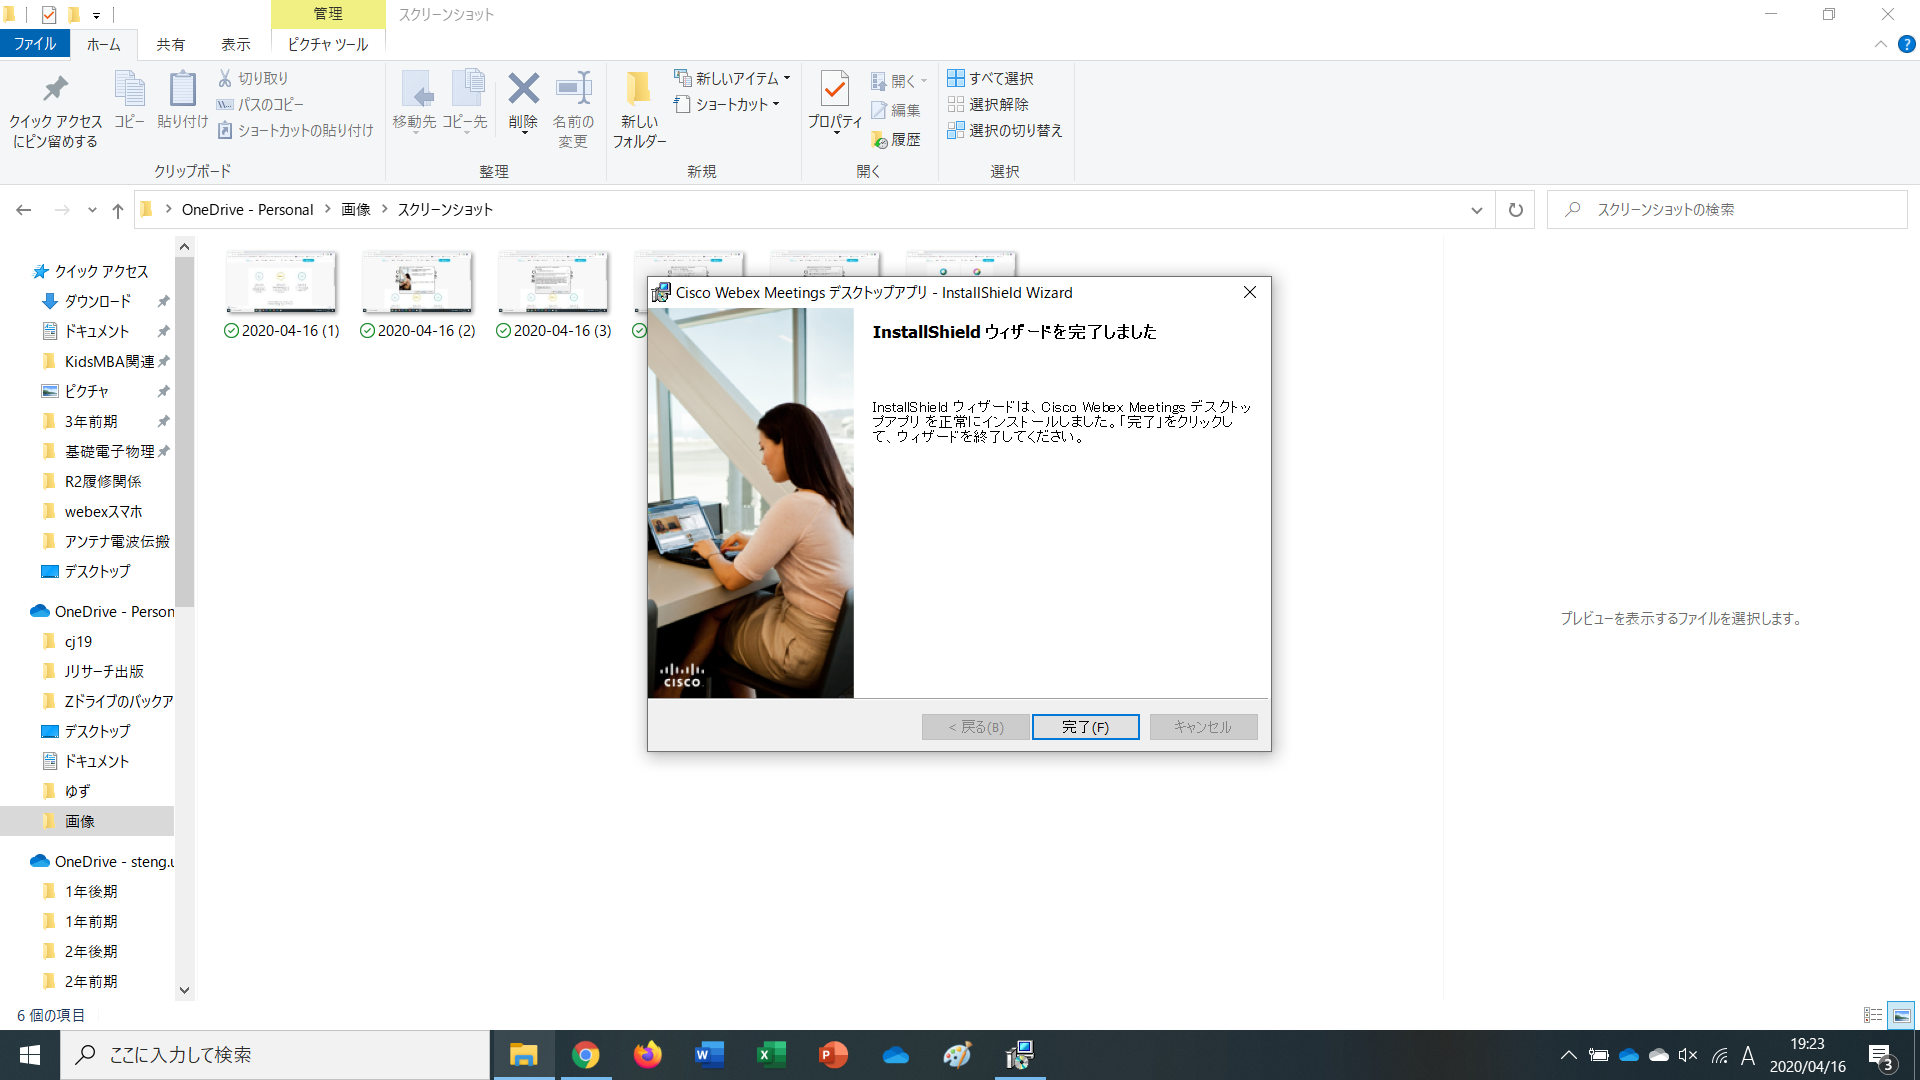 管理
スクリーンショット
ファイル
ホーム
共有
表示
ピクチャ ツール
クイック アクセス
にピン留めする
コピー
貼り付け
切り取り
パスのコピー
ショートカットの貼り付け
クリップボード
移動先
コピー先
削除
名前の
変更
整理
新しい
フォルダー
新しいアイテム
ショートカット
新規
プロパティ
開く
編集
履歴
開く
すべて選択
選択解除
選択の切り替え
選択
OneDrive - Personal
画像
スクリーンショット
スクリーンショットの検索
クイック アクセス
ダウンロード
ドキュメント
KidsMBA関連
ピクチャ
3年前期
基礎電子物理
R2履修関係
webexスマホ
アンテナ電波伝搬
デスクトップ
OneDrive - Person
cj19
Jリサーチ出版
Zドライブのバックア
デスクトップ
ドキュメント
ゆず
画像
OneDrive - steng.u
1年後期
1年前期
2年後期
2年前期
2020-04-16 (1)
2020-04-16 (2)
2020-04-16 (3)
Cisco Webex Meetings デスクトップアプリ - InstallShield Wizard
InstallShield ウィザードを完了しました
InstallShield ウィザードは、Cisco Webex Meetings デスクトッ
プアプリ を正常にインストールしました。「完了」をクリックし
て、ウィザードを終了してください。
CISCO
< 戻る(B)
完了(F)
キャンセル
プレビューを表示するファイルを選択します。
6 個の項目
ここに入力して検索
A
19:23
2020/04/16
3